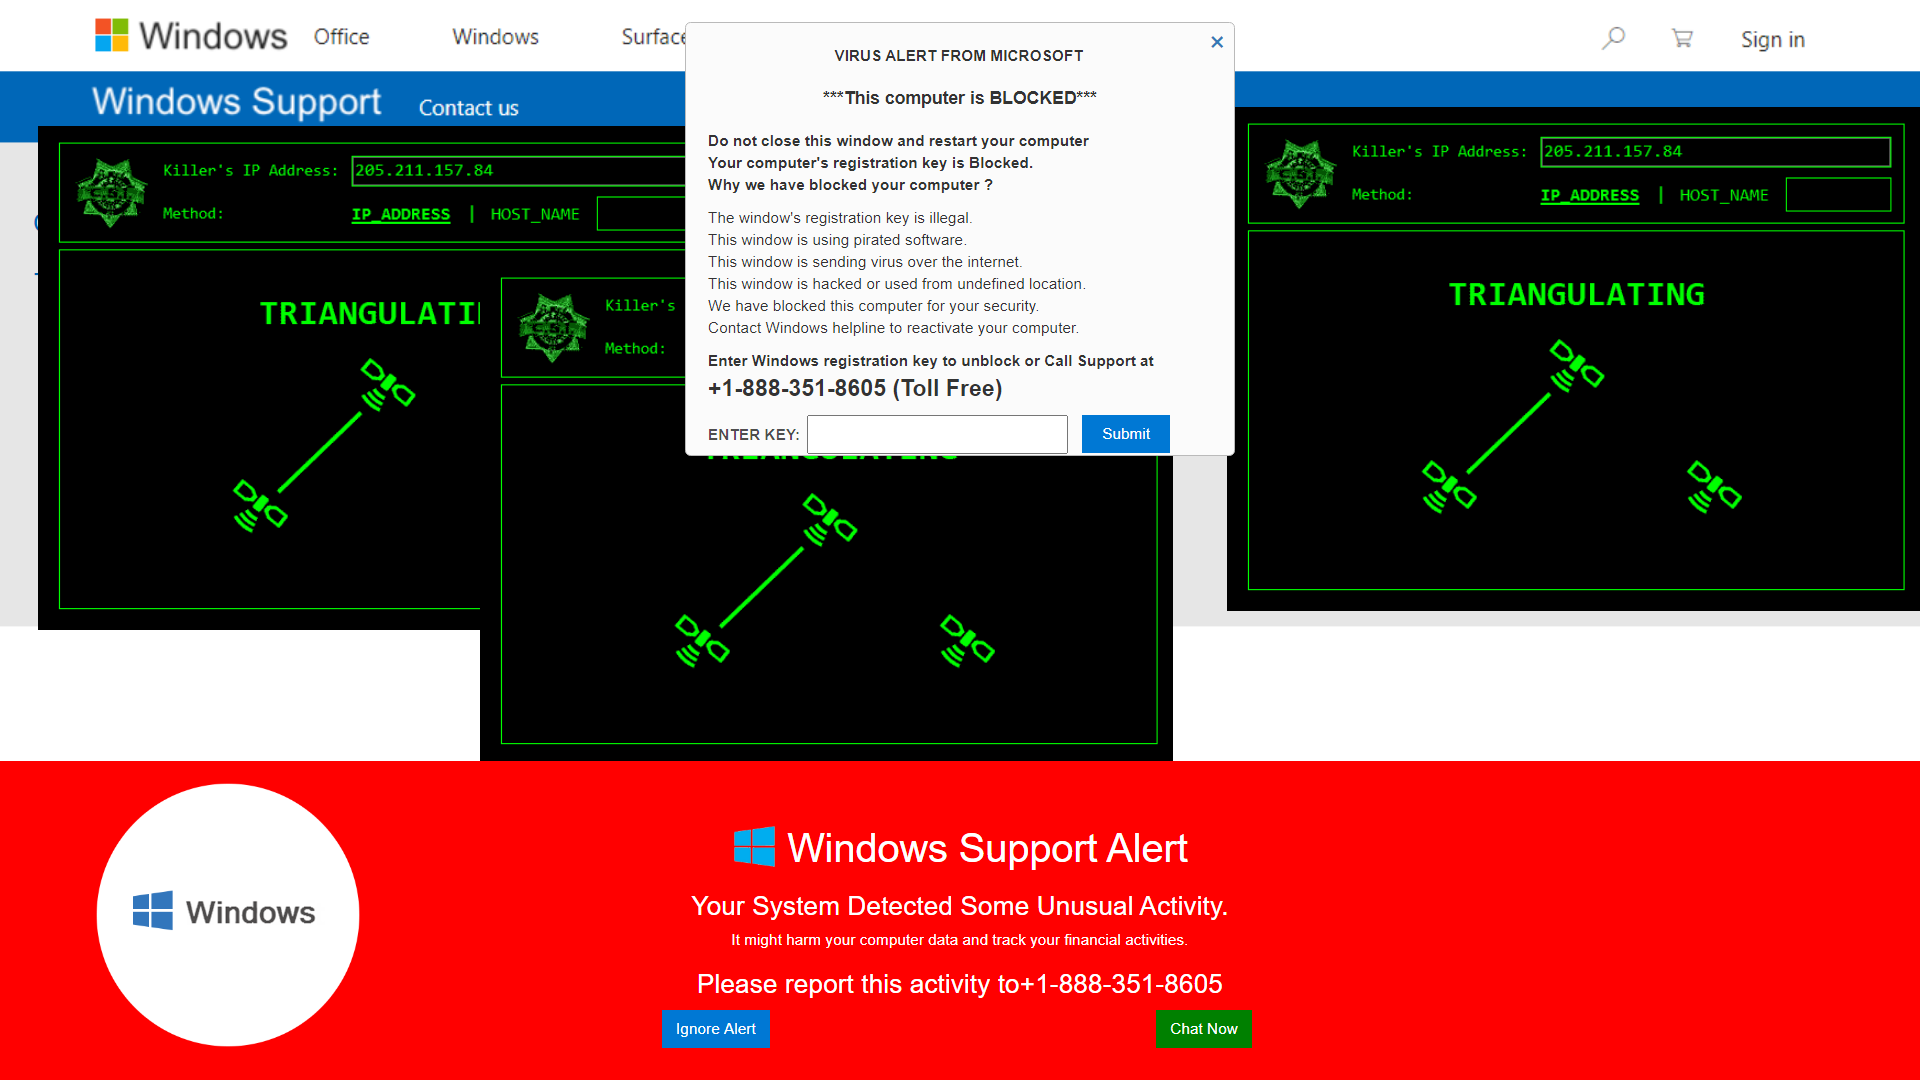 Windows
Office
Windows
Surface
Sign in
Windows Support
Contact us
VIRUS ALERT FROM MICROSOFT
***This computer is BLOCKED***
Do not close this window and restart your computer
Your computer's registration key is Blocked.
Why we have blocked your computer ?
The window's registration key is illegal.
This window is using pirated software.
This window is sending virus over the internet.
This window is hacked or used from undefined location.
We have blocked this computer for your security.
Contact Windows helpline to reactivate your computer.
Enter Windows registration key to unblock or Call Support at
+1-888-351-8605 (Toll Free)
ENTER KEY:
Submit
Killer's IP Address: 205.211.157.84
Method: IP_ADDRESS | HOST_NAME
TRIANGULATI
Killer's
Method:
TRIANGULATING
Killer's IP Address: 205.211.157.84
Method: IP_ADDRESS | HOST_NAME
TRIANGULATING
Windows
Windows Support Alert
Your System Detected Some Unusual Activity.
It might harm your computer data and track your financial activities.
Please report this activity to+1-888-351-8605
Ignore Alert
Chat Now